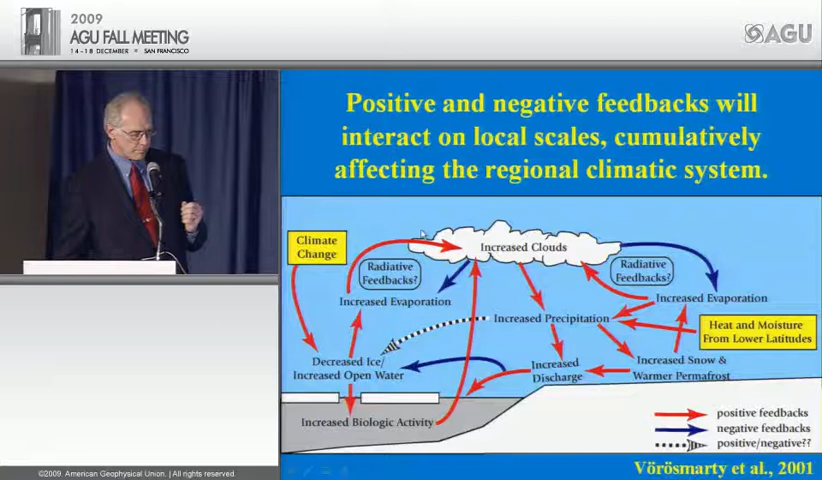 2009
AGU FALL MEETING
14 - 18 DECEMBER • SAN FRANCISCO
AGU
Positive and negative feedbacks will
interact on local scales, cumulatively
affecting the regional climatic system.
Climate
Change
Increased Clouds
Radiative
Feedbacks?
Radiative
Feedbacks?
Increased Evaporation
Increased Evaporation
Increased Precipitation
Heat and Moisture
From Lower Latitudes
Decreased Ice/
Increased Open Water
Increased
Discharge
Increased Snow &
Warmer Permafrost
Increased Biologic Activity
positive feedbacks
negative feedbacks
positive/negative??
©2009. American Geophysical Union. | All rights reserved.
Vörösmarty et al., 2001